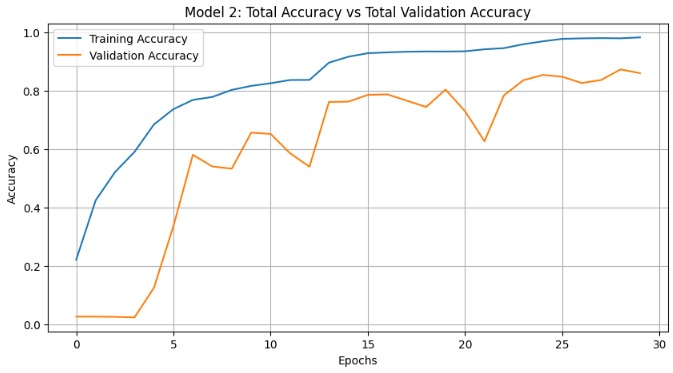 Model 2: Total Accuracy vs Total Validation Accuracy
Training Accuracy
Validation Accuracy
1.0
0.8
0.6
0.4
0.2
0.0
Accuracy
0 5 10 15 20 25 30
Epochs